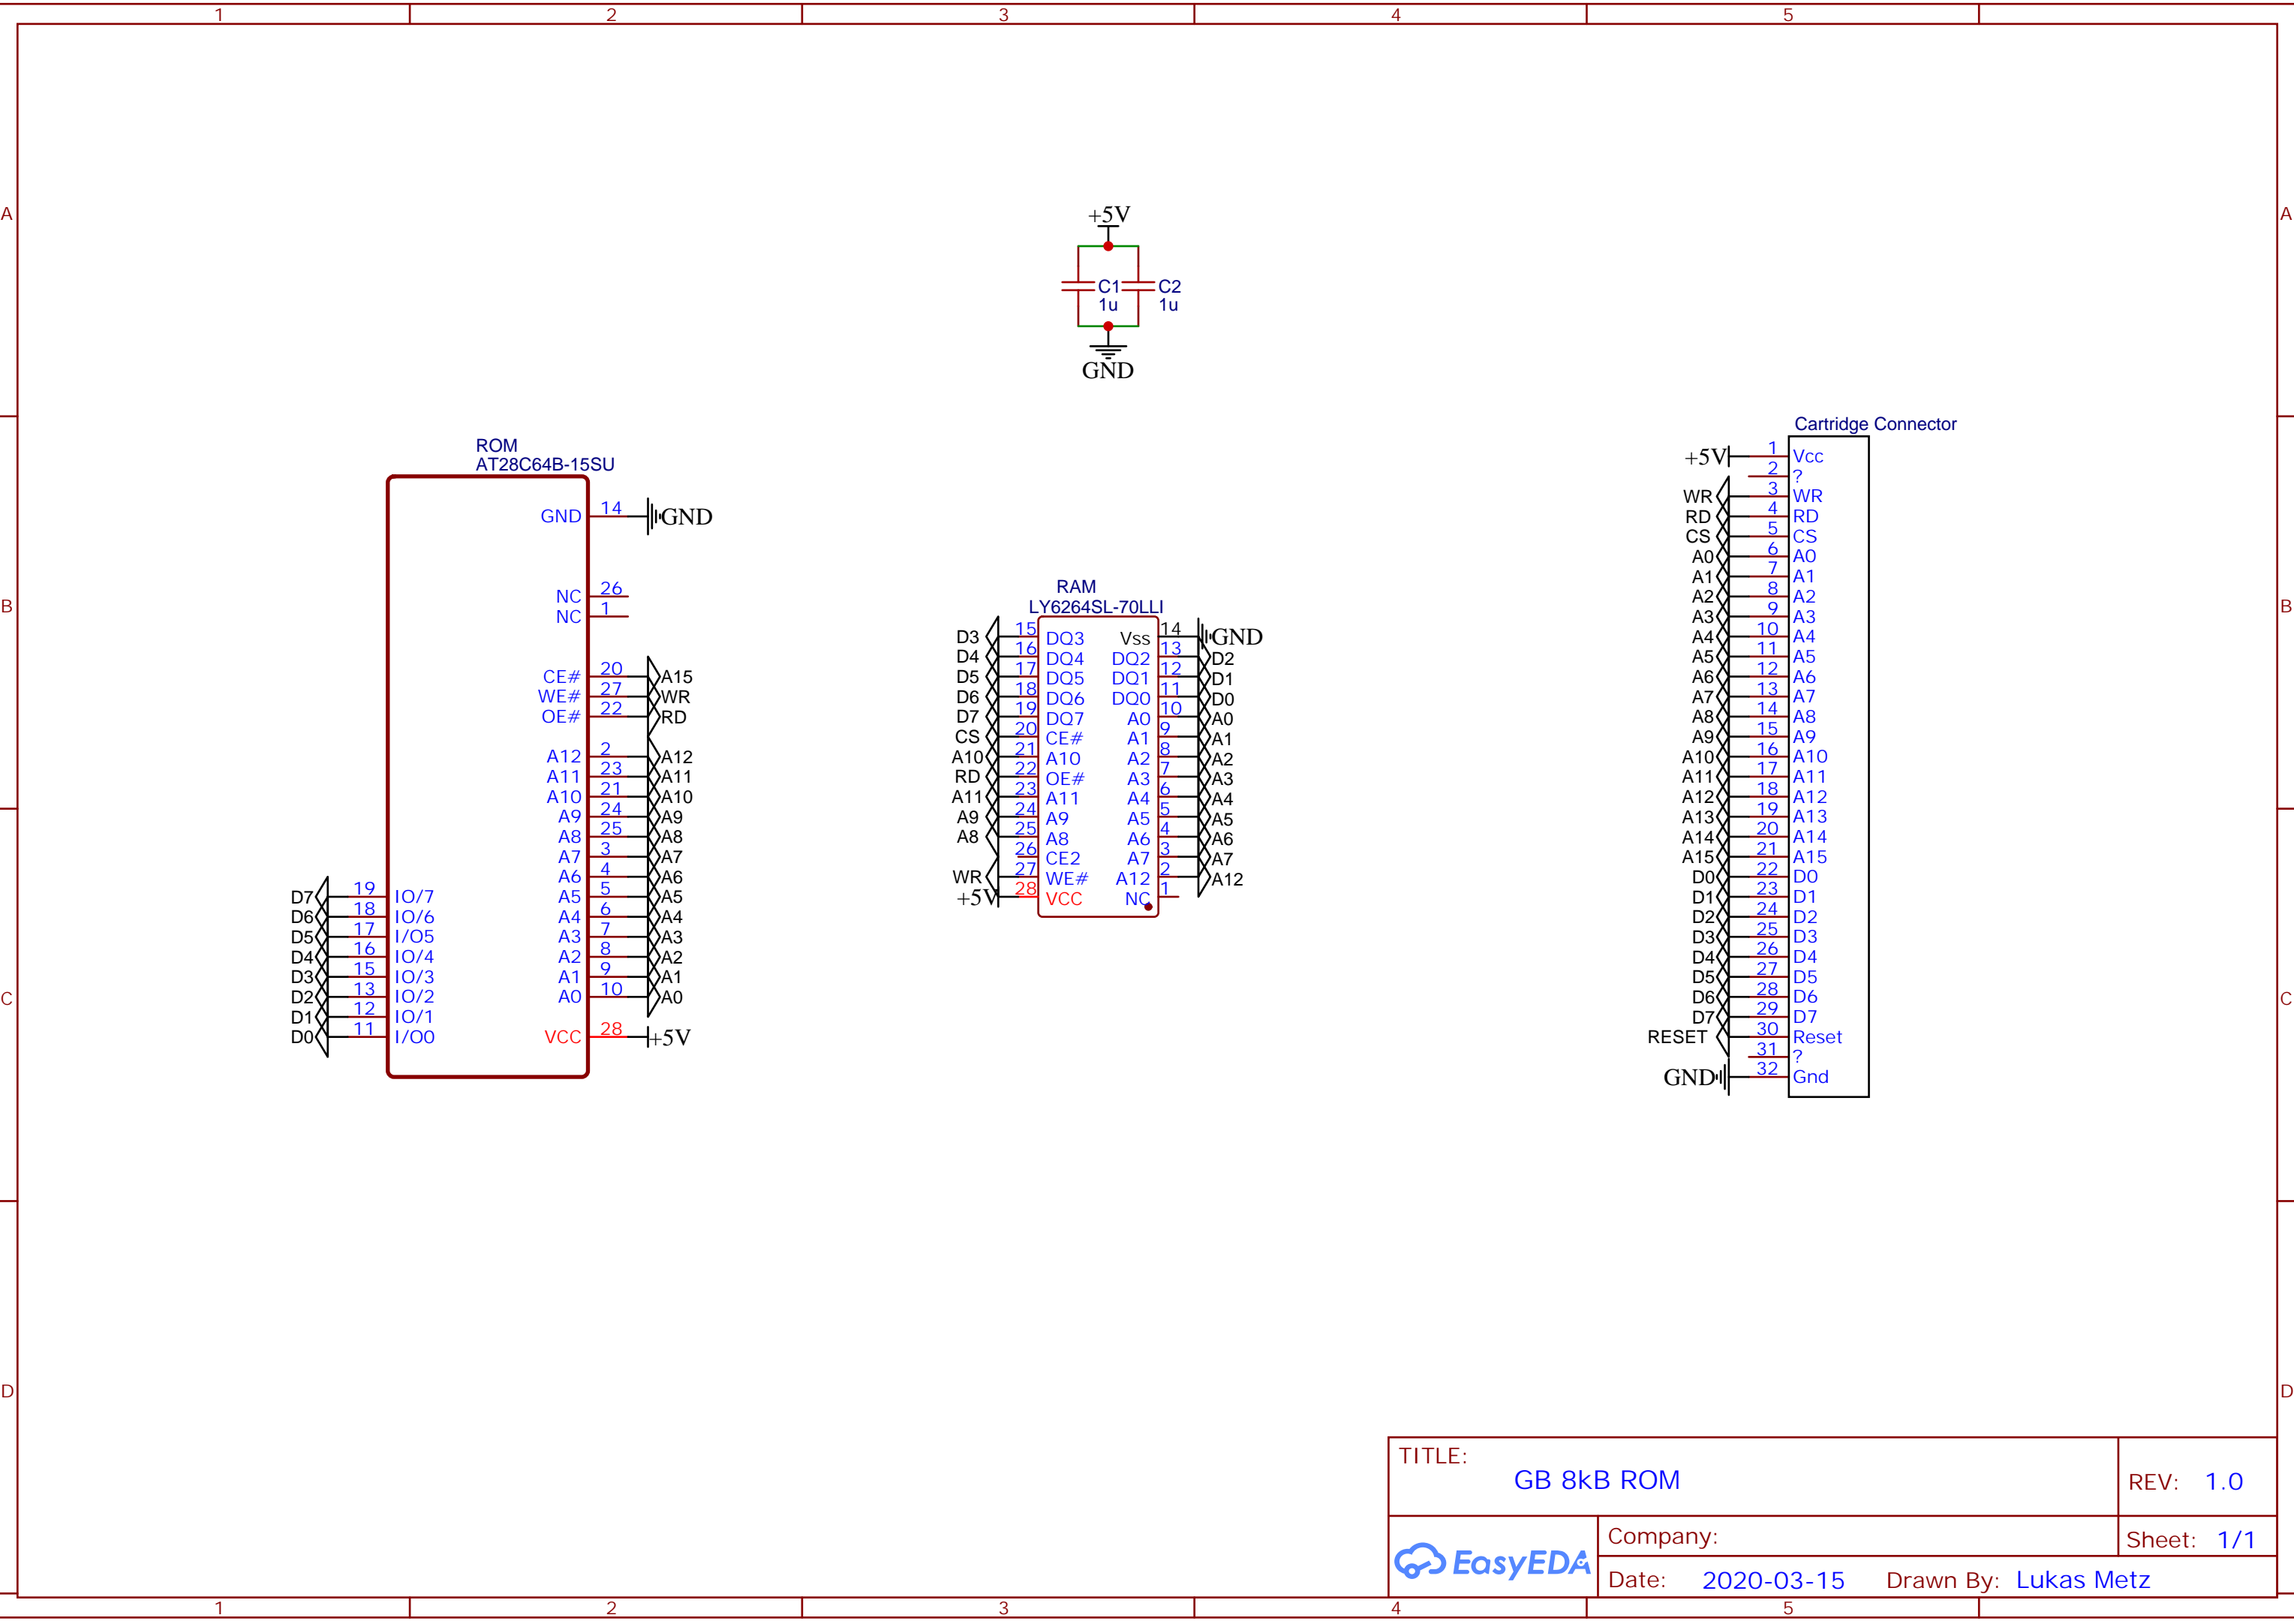 1 2 3 4 5
A A
B B
C C
D D
+5V
C1 C2
1u 1u
GND
ROM
AT28C64B-15SU
GND 14 GND
NC 26
NC 1
CE# 20 A15
WE# 27 WR
OE# 22 RD
A12 2 A12
A11 23 A11
A10 21 A10
A9 24 A9
A8 25 A8
A7 3 A7
A6 4 A6
D7 19 IO/7 A5 5 A5
D6 18 IO/6 A4 6 A4
D5 17 I/O5 A3 7 A3
D4 16 IO/4 A2 8 A2
D3 15 IO/3 A1 9 A1
D2 13 IO/2 A0 10 A0
D1 12 IO/1
D0 11 I/O0 VCC 28 +5V
RAM
LY6264SL-70LLI
D3 15 DQ3 Vss 14 GND
D4 16 DQ4 DQ2 13 D2
D5 17 DQ5 DQ1 12 D1
D6 18 DQ6 DQ0 11 D0
D7 19 DQ7 A0 10 A0
CS 20 CE# A1 9 A1
A10 21 A10 A2 8 A2
RD 22 OE# A3 7 A3
A11 23 A11 A4 6 A4
A9 24 A9 A5 5 A5
A8 25 A8 A6 4 A6
26 CE2 A7 3 A7
WR 27 WE# A12 2 A12
+5V 28 VCC NC 1
Cartridge Connector
+5V 1 Vcc
2 ?
WR 3 WR
RD 4 RD
CS 5 CS
A0 6 A0
A1 7 A1
A2 8 A2
A3 9 A3
A4 10 A4
A5 11 A5
A6 12 A6
A7 13 A7
A8 14 A8
A9 15 A9
A10 16 A10
A11 17 A11
A12 18 A12
A13 19 A13
A14 20 A14
A15 21 A15
D0 22 D0
D1 23 D1
D2 24 D2
D3 25 D3
D4 26 D4
D5 27 D5
D6 28 D6
D7 29 D7
RESET 30 Reset
31 ?
GND 32 Gnd
TITLE:
GB 8kB ROM
REV: 1.0
EasyEDA
Company:
Sheet: 1/1
Date: 2020-03-15 Drawn By: Lukas Metz
1 2 3 4 5